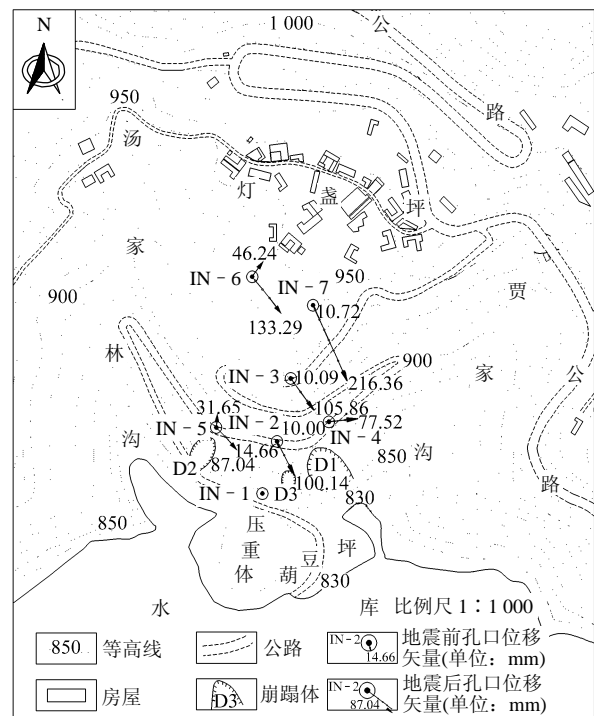 N
1 000
公
路
950
汤
灯
盏
坪
家
46.24
IN-6
950
IN-7
10.72
贾
900
133.29
林
900
IN-3
10.09
家
216.36
公
31.65
105.86
IN-2
77.52
IN-5
10.00
IN-4
沟
14.66
850
沟
D2
87.04
D1
100.14
路
IN-1
D3
830
850
压
重
体
葫
豆
坪
830
水
库
比例尺 1:1 000
850 等高线
公路
IN-2 14.66 地震前孔口位移
矢量(单位:mm)
房屋
D3 崩蹋体
IN-2 87.04 地震后孔口位移
矢量(单位:mm)